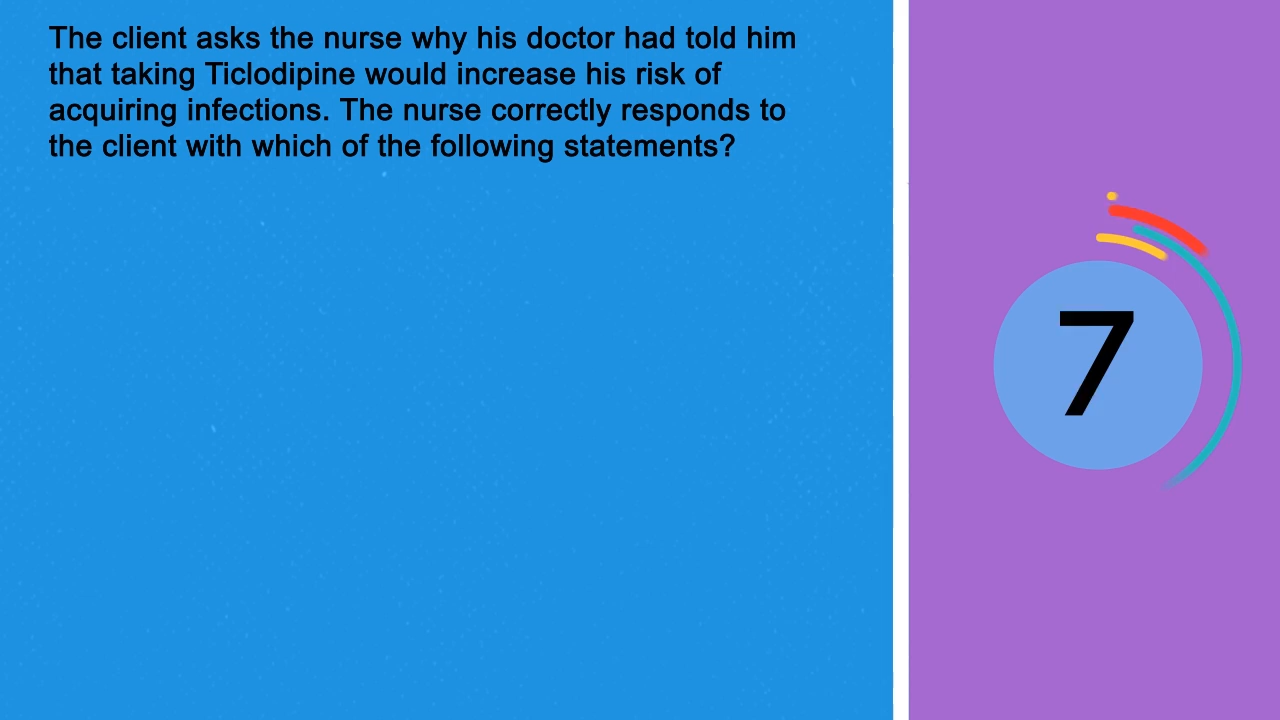 The client asks the nurse why his doctor had told him
that taking Ticlodipine would increase his risk of
acquiring infections. The nurse correctly responds to
the client with which of the following statements?
7